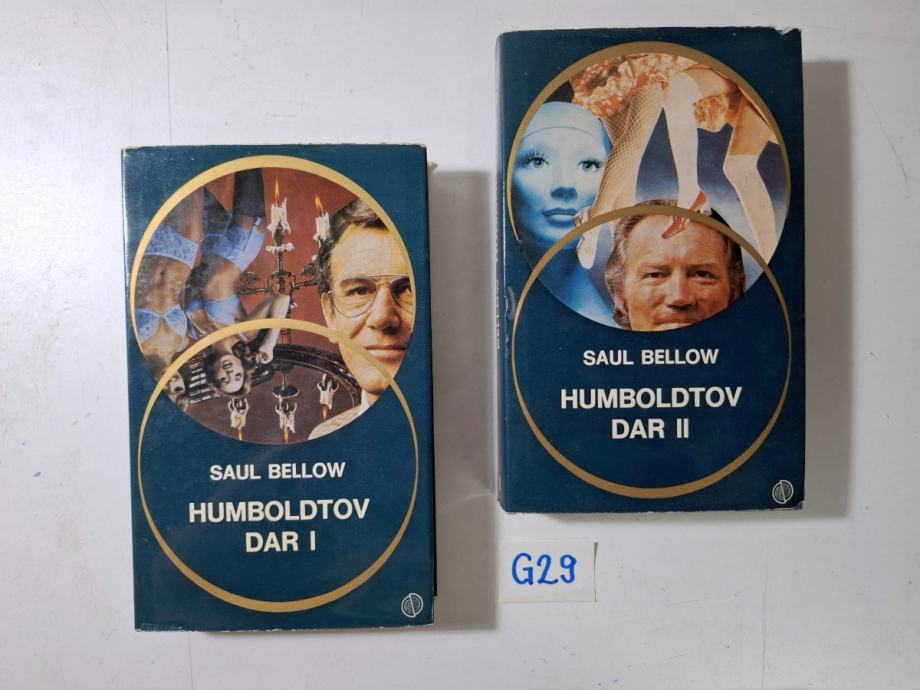 SAUL BELLOW
HUMBOLDTOV
DAR I
SAUL BELLOW
HUMBOLDTOV
DAR II
G29